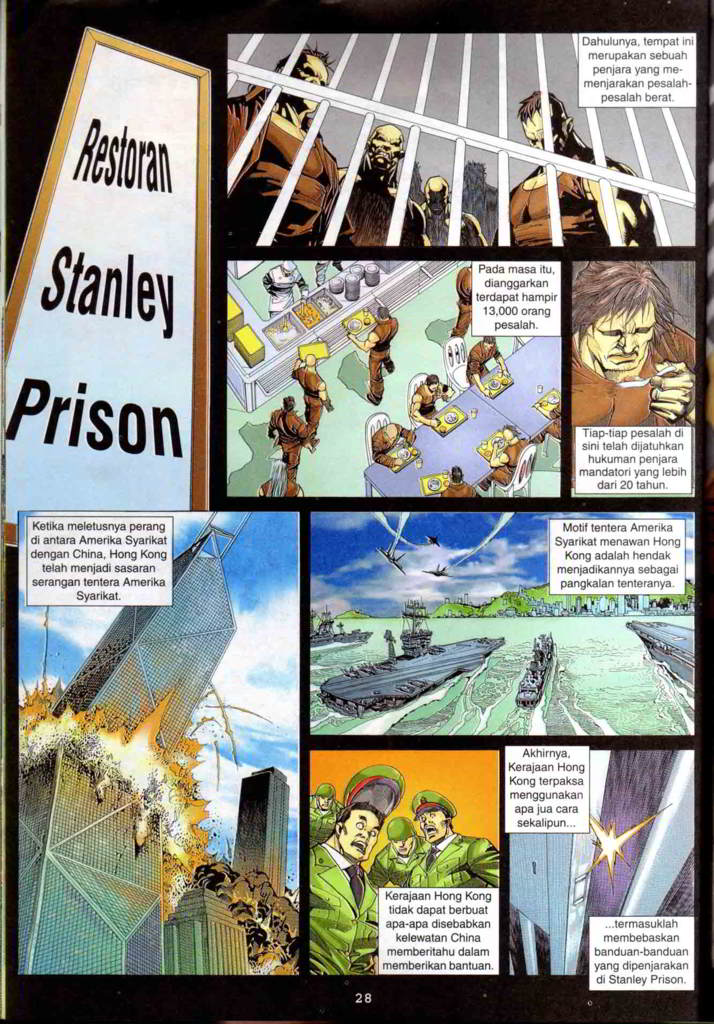 Restoran
Stanley
Prison
Dahulunya, tempat ini
merupakan sebuah
penjara yang me-
menjarakan pesalah-
pesalah berat.
Pada masa itu,
dianggarkan
terdapat hampir
13,000 orang
pesalah.
Tiap-tiap pesalah di
sini telah dijatuhkan
hukuman penjara
mandatori yang lebih
dari 20 tahun.
Ketika meletusnya perang
di antara Amerika Syarikat
dengan China, Hong Kong
telah menjadi sasaran
serangan tentera Amerika
Syarikat.
Motif tentera Amerika
Syarikat menawan Hong
Kong adalah hendak
menjadikannya sebagai
pangkalan tenteranya.
Kerajaan Hong Kong
tidak dapat berbuat
apa-apa disebabkan
kelewatan China
memberitahu dalam
memberikan bantuan.
Akhirnya,
Kerajaan Hong
Kong terpaksa
menggunakan
apa jua cara
sekalipun...
...termasuklah
membebaskan
banduan-banduan
yang dipenjarakan
di Stanley Prison.
28